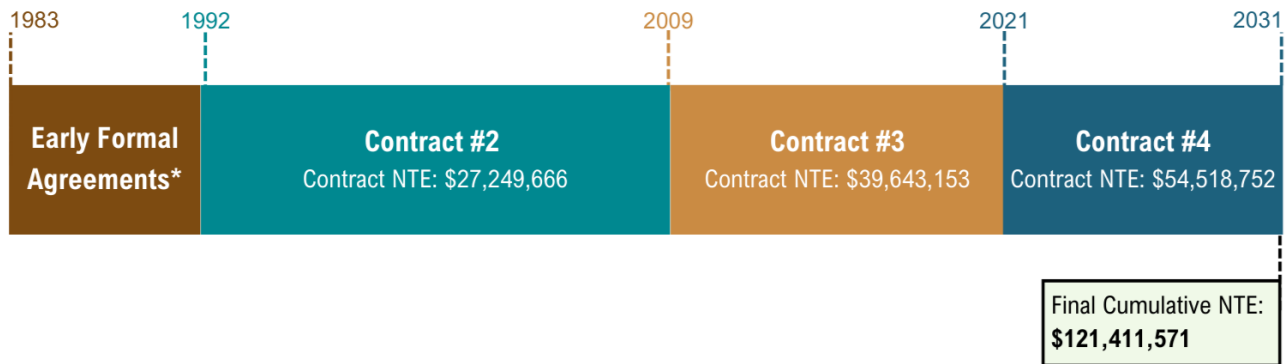 1983
1992
2009
2021
2031
Early Formal
Agreements*
Contract #2
Contract NTE: $27,249,666
Contract #3
Contract NTE: $39,643,153
Contract #4
Contract NTE: $54,518,752
Final Cumulative NTE:
$121,411,571